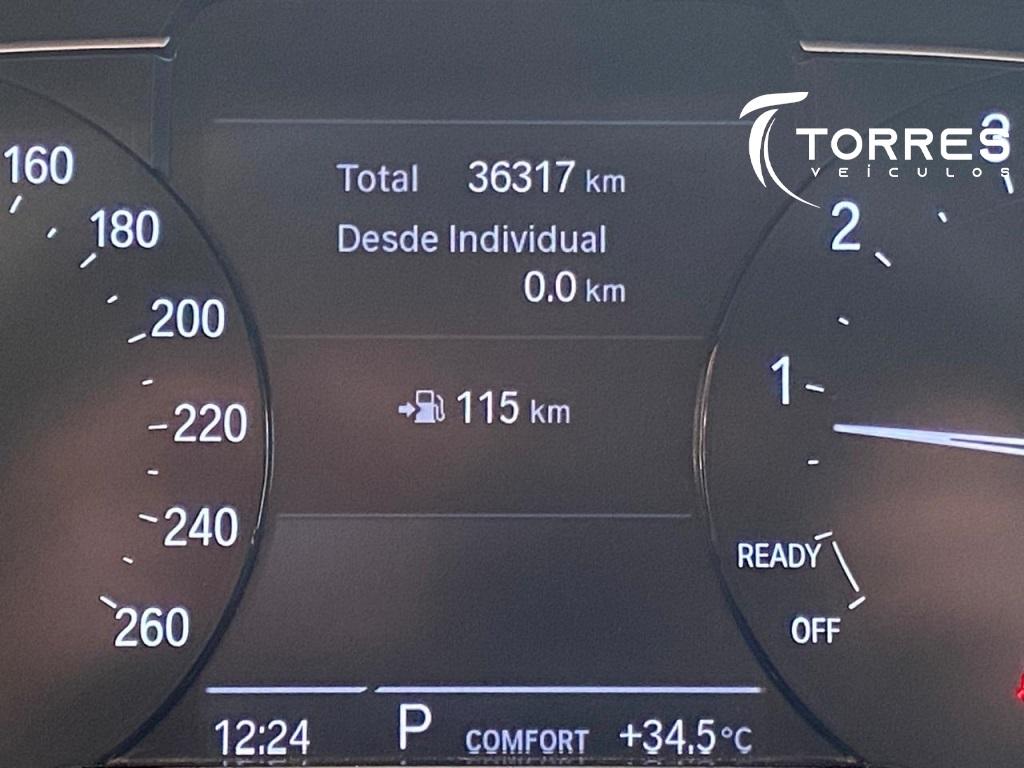 TORRES
VEÍCULOS
160
180
200
220
240
260
Total 36317 km
Desde Individual
0.0 km
115 km
3
2
1
READY
OFF
12:24 P COMFORT +34.5°C